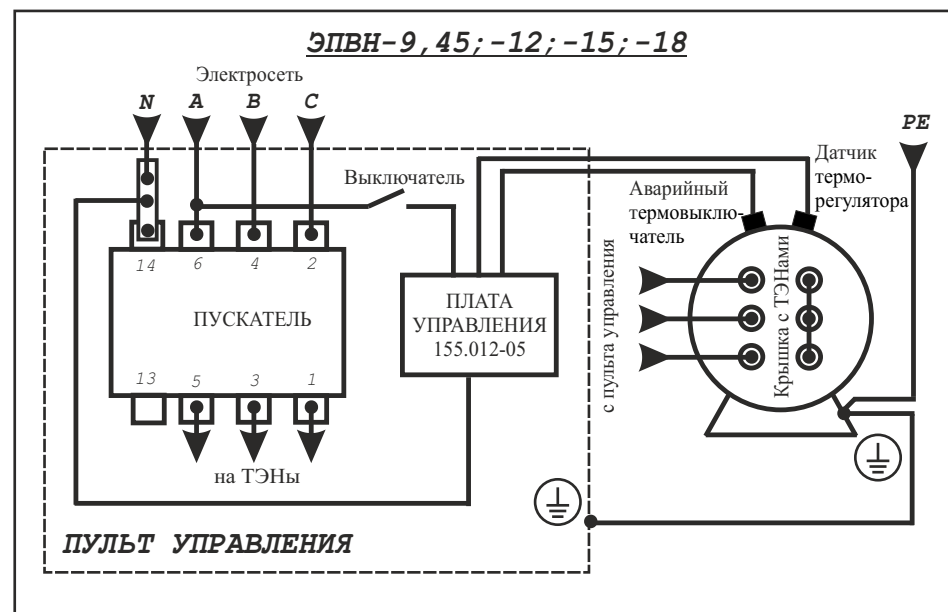 ЭПВН-9,45;-12;-15;-18
Электросеть
N A B C
PE
Выключатель
Аварийный
термовыклю-
чатель
Датчик
термо-
регулятора
14 6 4 2
ПУСКАТЕЛЬ
13 5 3 1
на ТЭНы
ПЛАТА
УПРАВЛЕНИЯ
155.012-05
с пульта управления
Крышка с ТЭНами
ПУЛЬТ УПРАВЛЕНИЯ